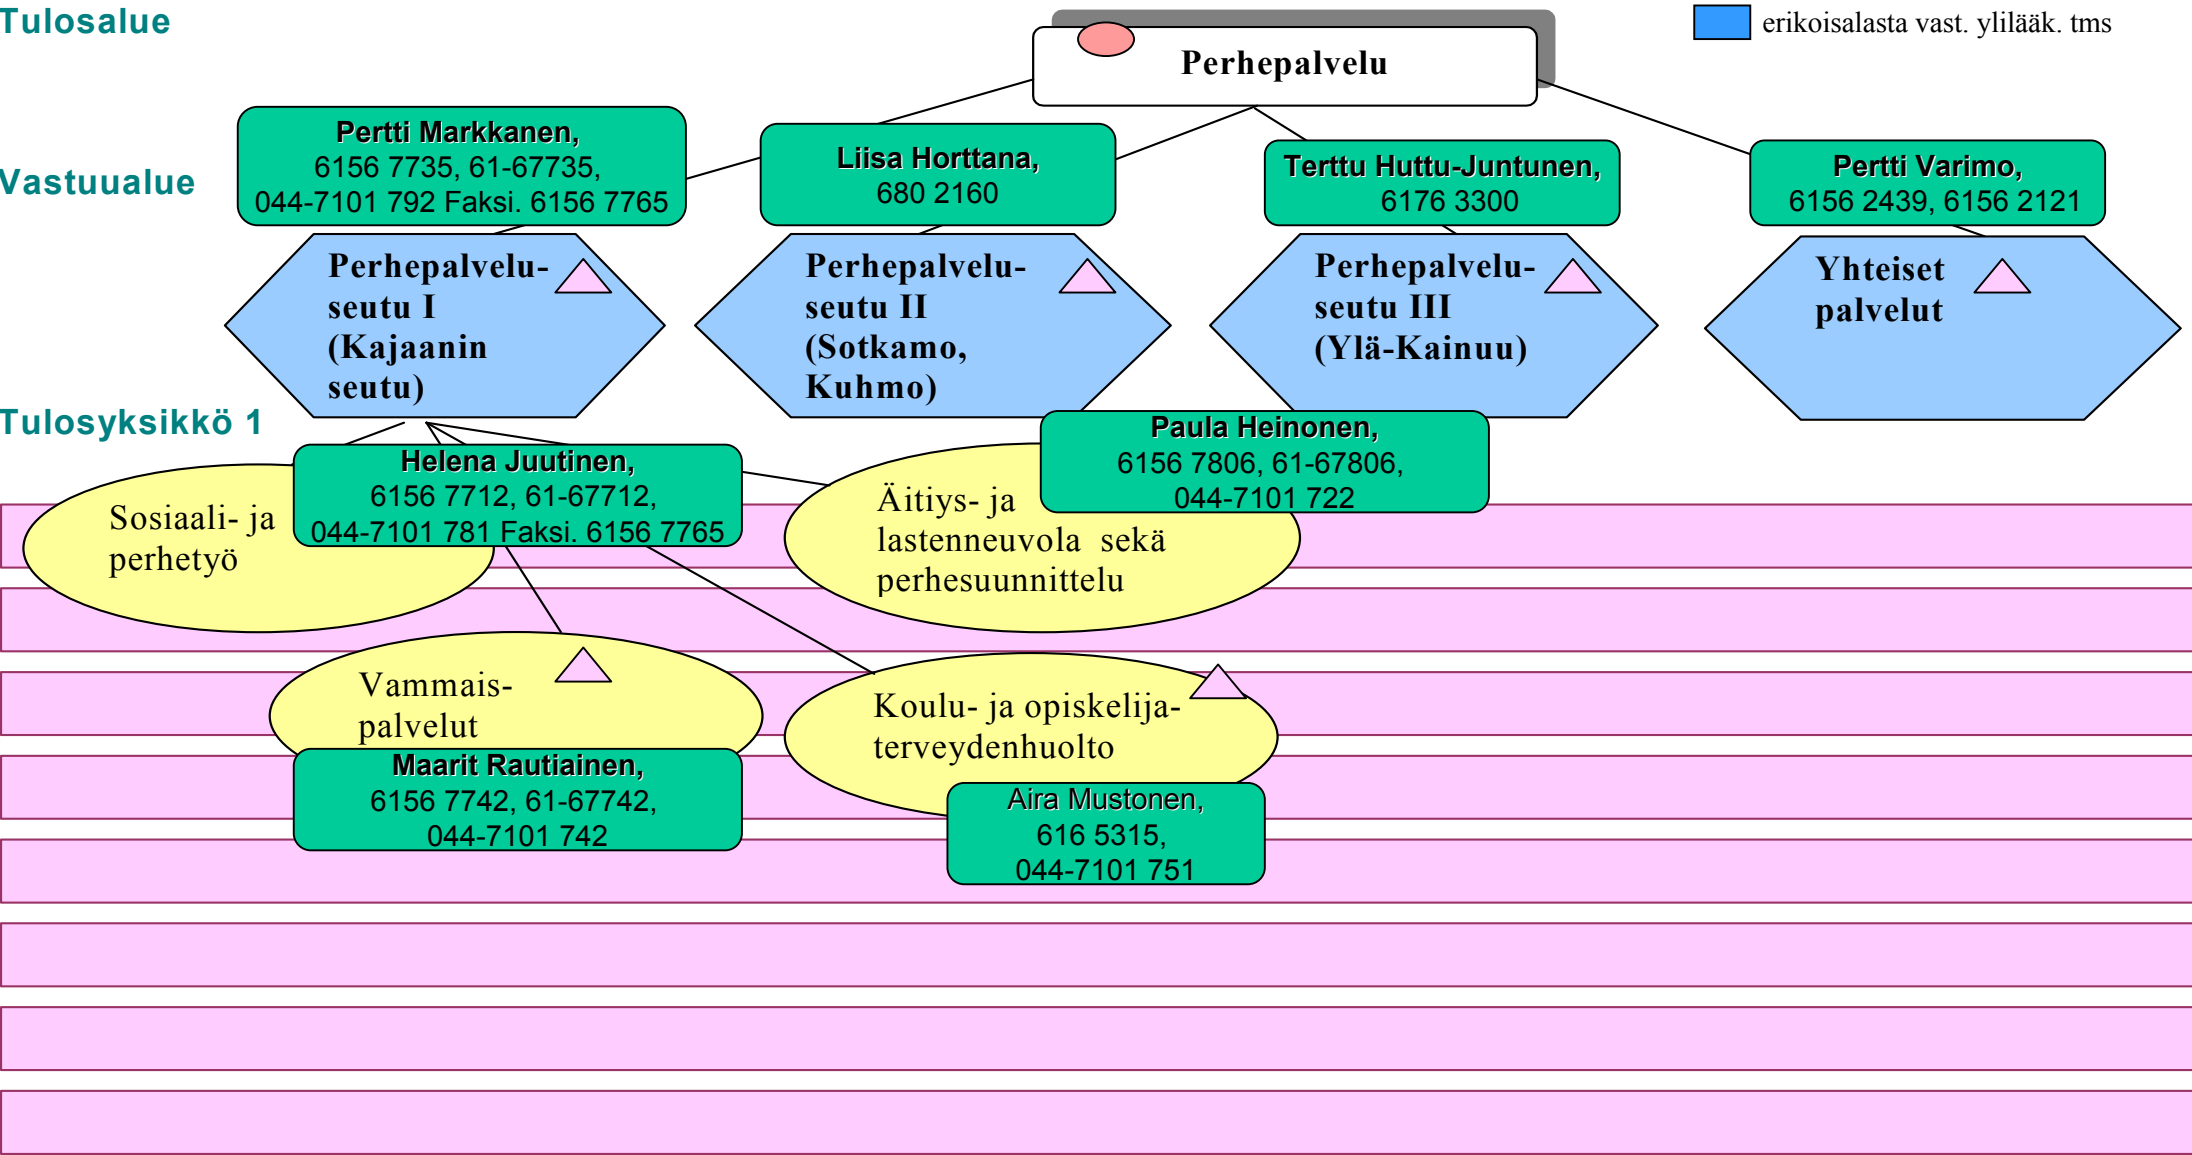 Tulosalue
erikoisalasta vast. ylilääk. tms
Perhepalvelu
Vastuualue
Pertti Markkanen,
6156 7735, 61-67735,
044-7101 792 Faksi. 6156 7765
Liisa Horttana,
680 2160
Terttu Huttu-Juntunen,
6176 3300
Pertti Varimo,
6156 2439, 6156 2121
Perhepalvelu-
seutu I
(Kajaanin
seutu)
Perhepalvelu-
seutu II
(Sotkamo,
Kuhmo)
Perhepalvelu-
seutu III
(Ylä-Kainuu)
Yhteiset
palvelut
Tulosyksikkö 1
Helena Juutinen,
6156 7712, 61-67712,
044-7101 781 Faksi. 6156 7765
Paula Heinonen,
6156 7806, 61-67806,
044-7101 722
Sosiaali- ja
perhetyö
Äitiys- ja
lastenneuvola sekä
perhesuunnittelu
Vammais-
palvelut
Koulu- ja opiskelija-
terveydenhuolto
Maarit Rautiainen,
6156 7742, 61-67742,
044-7101 742
Aira Mustonen,
616 5315,
044-7101 751